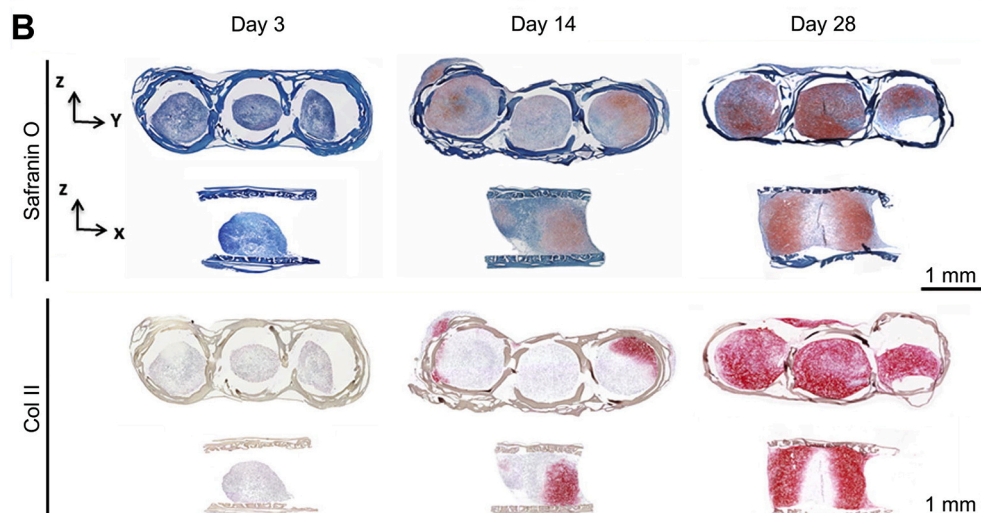 B
Day 3
Day 14
Day 28
Safranin O
Z
Y
Z
X
1 mm
Col II
1 mm